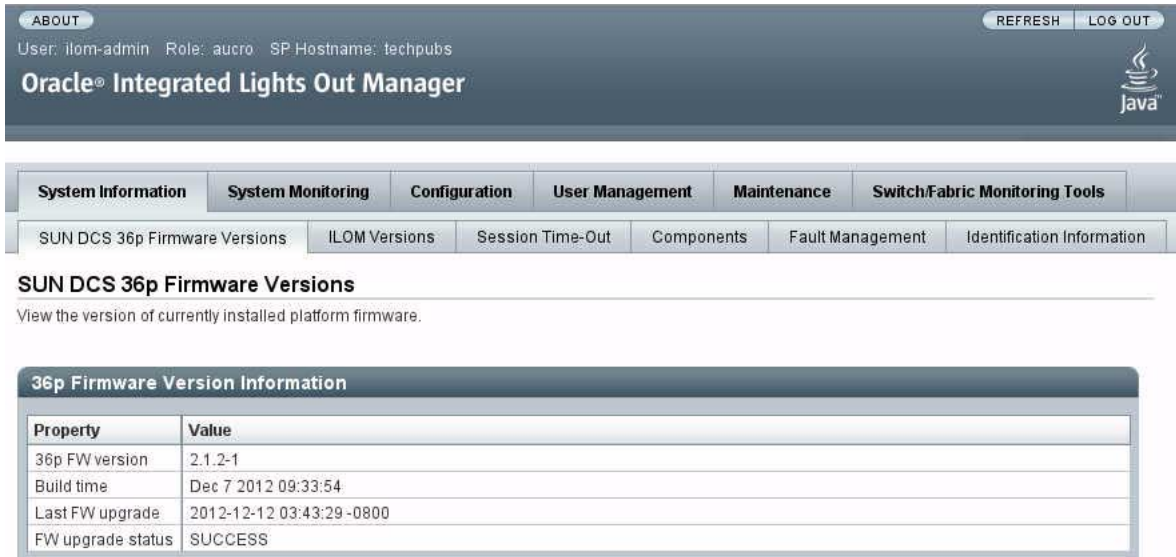 ABOUT REFRESH LOG OUT
User: ilom-admin Role: aucro SP Hostname: techpubs
Oracle® Integrated Lights Out Manager
Java™
System Information System Monitoring Configuration User Management Maintenance Switch/Fabric Monitoring Tools
SUN DCS 36p Firmware Versions ILOM Versions Session Time-Out Components Fault Management Identification Information
SUN DCS 36p Firmware Versions
View the version of currently installed platform firmware.
36p Firmware Version Information
Property Value
36p FW version 2.1.2-1
Build time Dec 7 2012 09:33:54
Last FW upgrade 2012-12-12 03:43:29 -0800
FW upgrade status SUCCESS